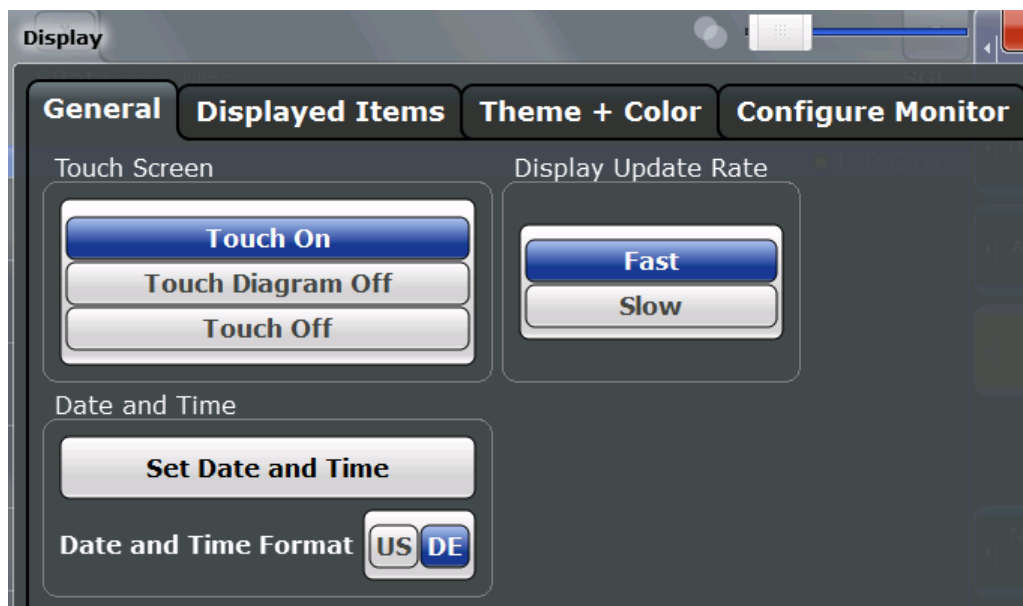 Display
General Displayed Items Theme + Color Configure Monitor
Touch Screen Display Update Rate
Touch On
Touch Diagram Off
Touch Off
Fast
Slow
Date and Time
Set Date and Time
Date and Time Format US DE